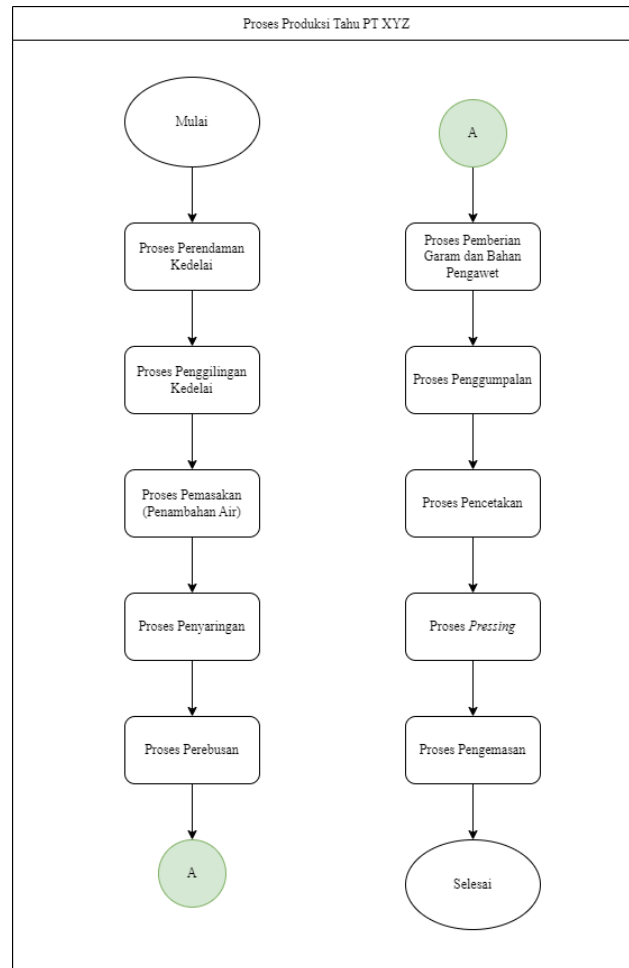 Proses Produksi Tahu PT XYZ
Mulai
Proses Perendaman
Kedelai
Proses Penggilingan
Kedelai
Proses Pemasakan
(Penambahan Air)
Proses Penyaringan
Proses Perebusan
A
A
Proses Pemberian
Garam dan Bahan
Pengawet
Proses Penggumpalan
Proses Pencetakan
Proses Pressing
Proses Pengemasan
Selesai